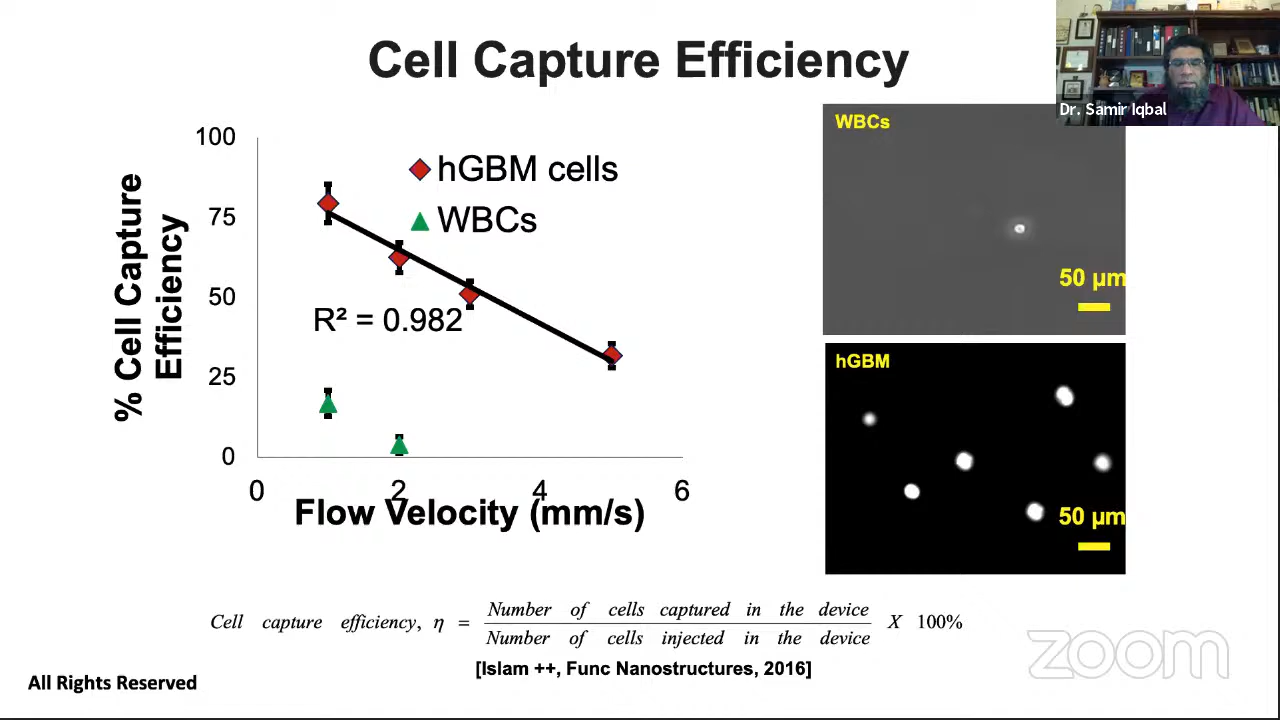 Cell Capture Efficiency
Dr. Samir Iqbal
100
75
50
25
0
% Cell Capture
Efficiency
hGBM cells
WBCs
R² = 0.982
0 2 4 6
Flow Velocity (mm/s)
WBCs
50 µm
hGBM
50 µm
Cell capture efficiency, η = Number of cells captured in the device
Number of cells injected in the device
X 100%
[Islam ++, Func Nanostructures, 2016]
All Rights Reserved
zoom